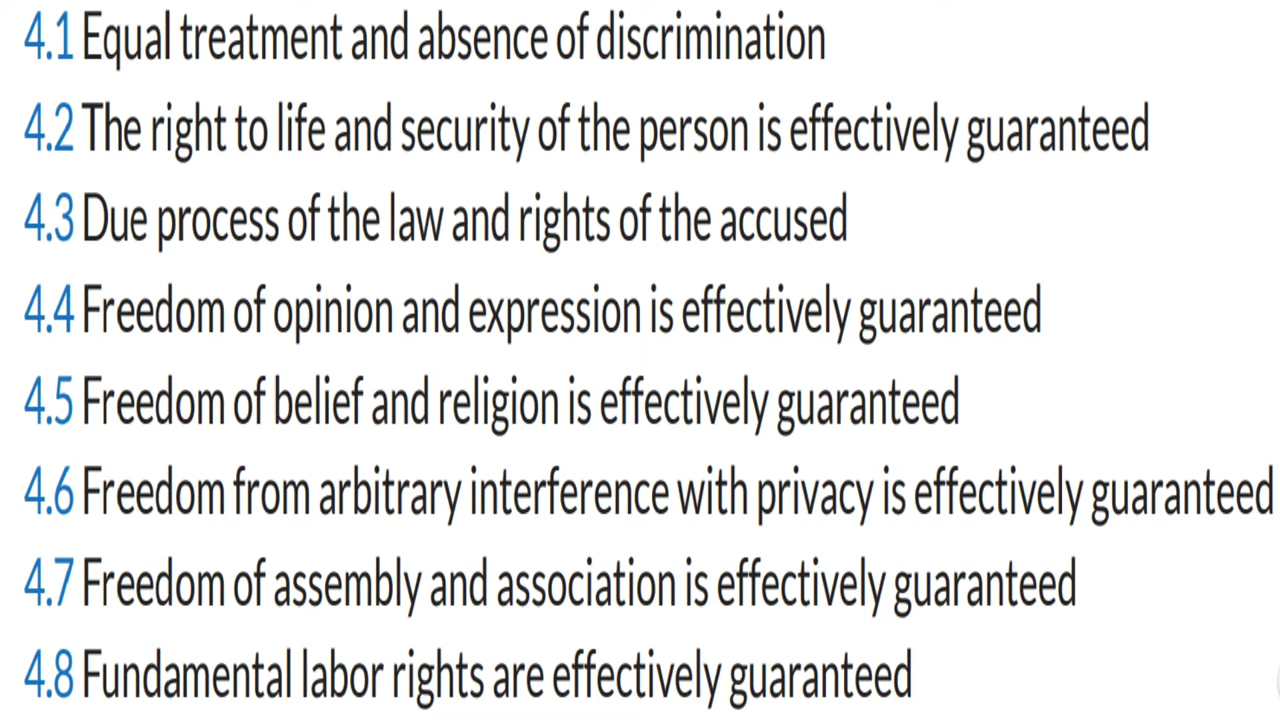 4.1 Equal treatment and absence of discrimination
4.2 The right to life and security of the person is effectively guaranteed
4.3 Due process of the law and rights of the accused
4.4 Freedom of opinion and expression is effectively guaranteed
4.5 Freedom of belief and religion is effectively guaranteed
4.6 Freedom from arbitrary interference with privacy is effectively guaranteed
4.7 Freedom of assembly and association is effectively guaranteed
4.8 Fundamental labor rights are effectively guaranteed